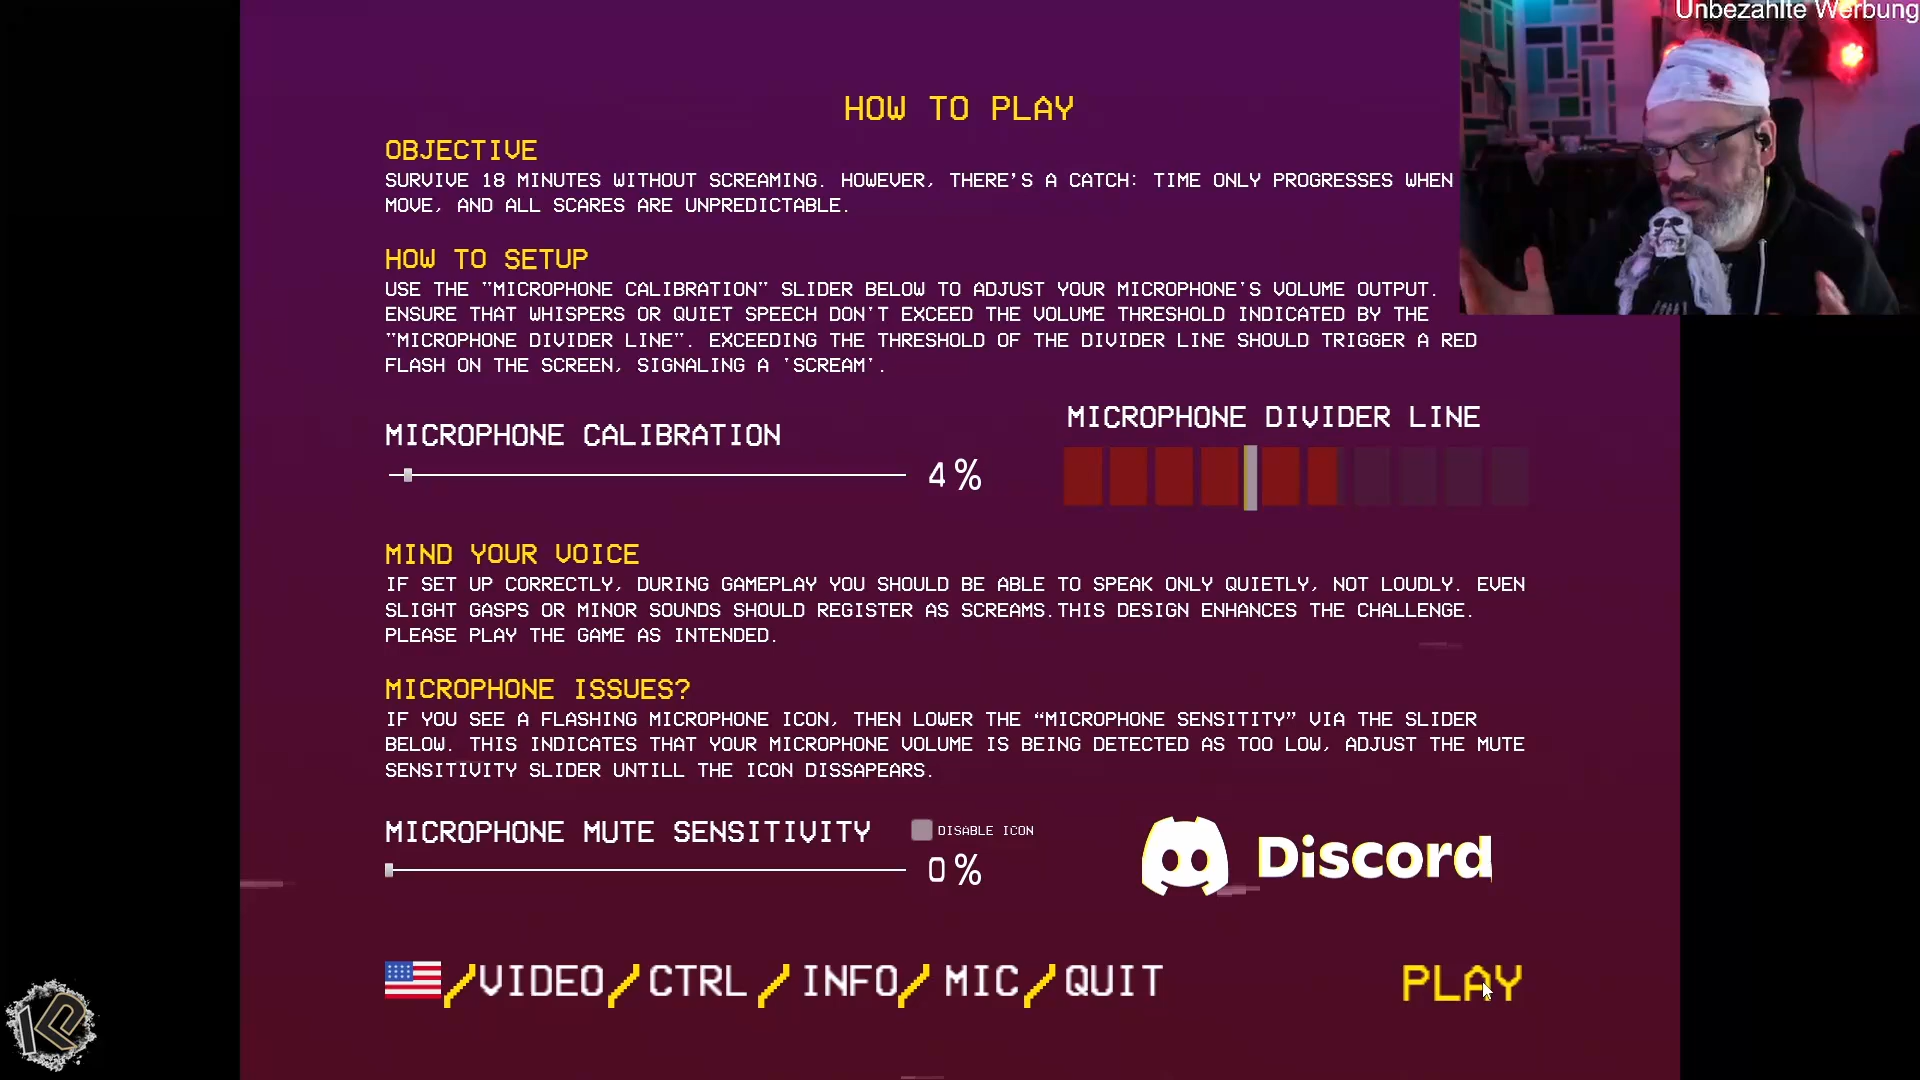 Unbezahlte Werbung
HOW TO PLAY
OBJECTIVE
SURVIVE 18 MINUTES WITHOUT SCREAMING. HOWEVER, THERE'S A CATCH: TIME ONLY PROGRESSES WHEN
MOVE, AND ALL SCARES ARE UNPREDICTABLE.
HOW TO SETUP
USE THE "MICROPHONE CALIBRATION" SLIDER BELOW TO ADJUST YOUR MICROPHONE'S VOLUME OUTPUT.
ENSURE THAT WHISPERS OR QUIET SPEECH DON'T EXCEED THE VOLUME THRESHOLD INDICATED BY THE
"MICROPHONE DIVIDER LINE". EXCEEDING THE THRESHOLD OF THE DIVIDER LINE SHOULD TRIGGER A RED
FLASH ON THE SCREEN, SIGNALING A 'SCREAM'.
MICROPHONE CALIBRATION
4%
MICROPHONE DIVIDER LINE
MIND YOUR VOICE
IF SET UP CORRECTLY, DURING GAMEPLAY YOU SHOULD BE ABLE TO SPEAK ONLY QUIETLY, NOT LOUDLY. EVEN
SLIGHT GASPS OR MINOR SOUNDS SHOULD REGISTER AS SCREAMS.THIS DESIGN ENHANCES THE CHALLENGE.
PLEASE PLAY THE GAME AS INTENDED.
MICROPHONE ISSUES?
IF YOU SEE A FLASHING MICROPHONE ICON, THEN LOWER THE “MICROPHONE SENSITITY” VIA THE SLIDER
BELOW. THIS INDICATES THAT YOUR MICROPHONE VOLUME IS BEING DETECTED AS TOO LOW, ADJUST THE MUTE
SENSITIVITY SLIDER UNTILL THE ICON DISSAPEARS.
MICROPHONE MUTE SENSITIVITY
DISABLE ICON
0%
Discord
/VIDEO/CTRL/INFO/MIC/QUIT
PLAY